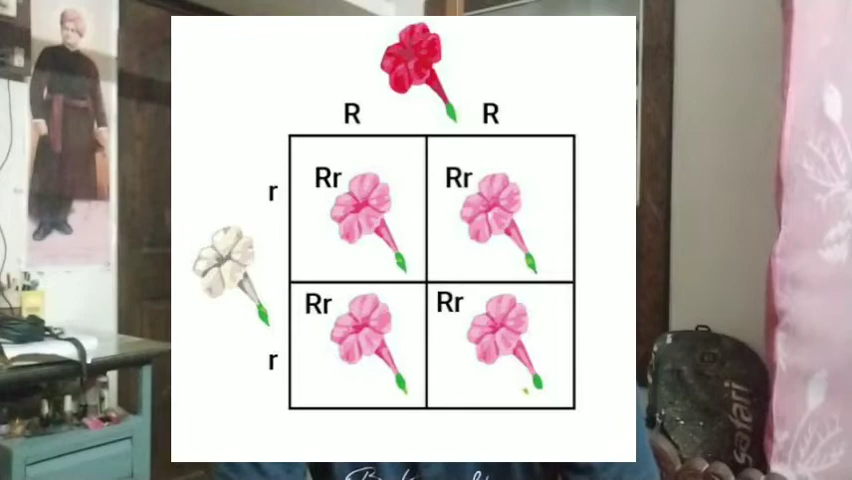 R R
r Rr Rr
Rr Rr
r
safari